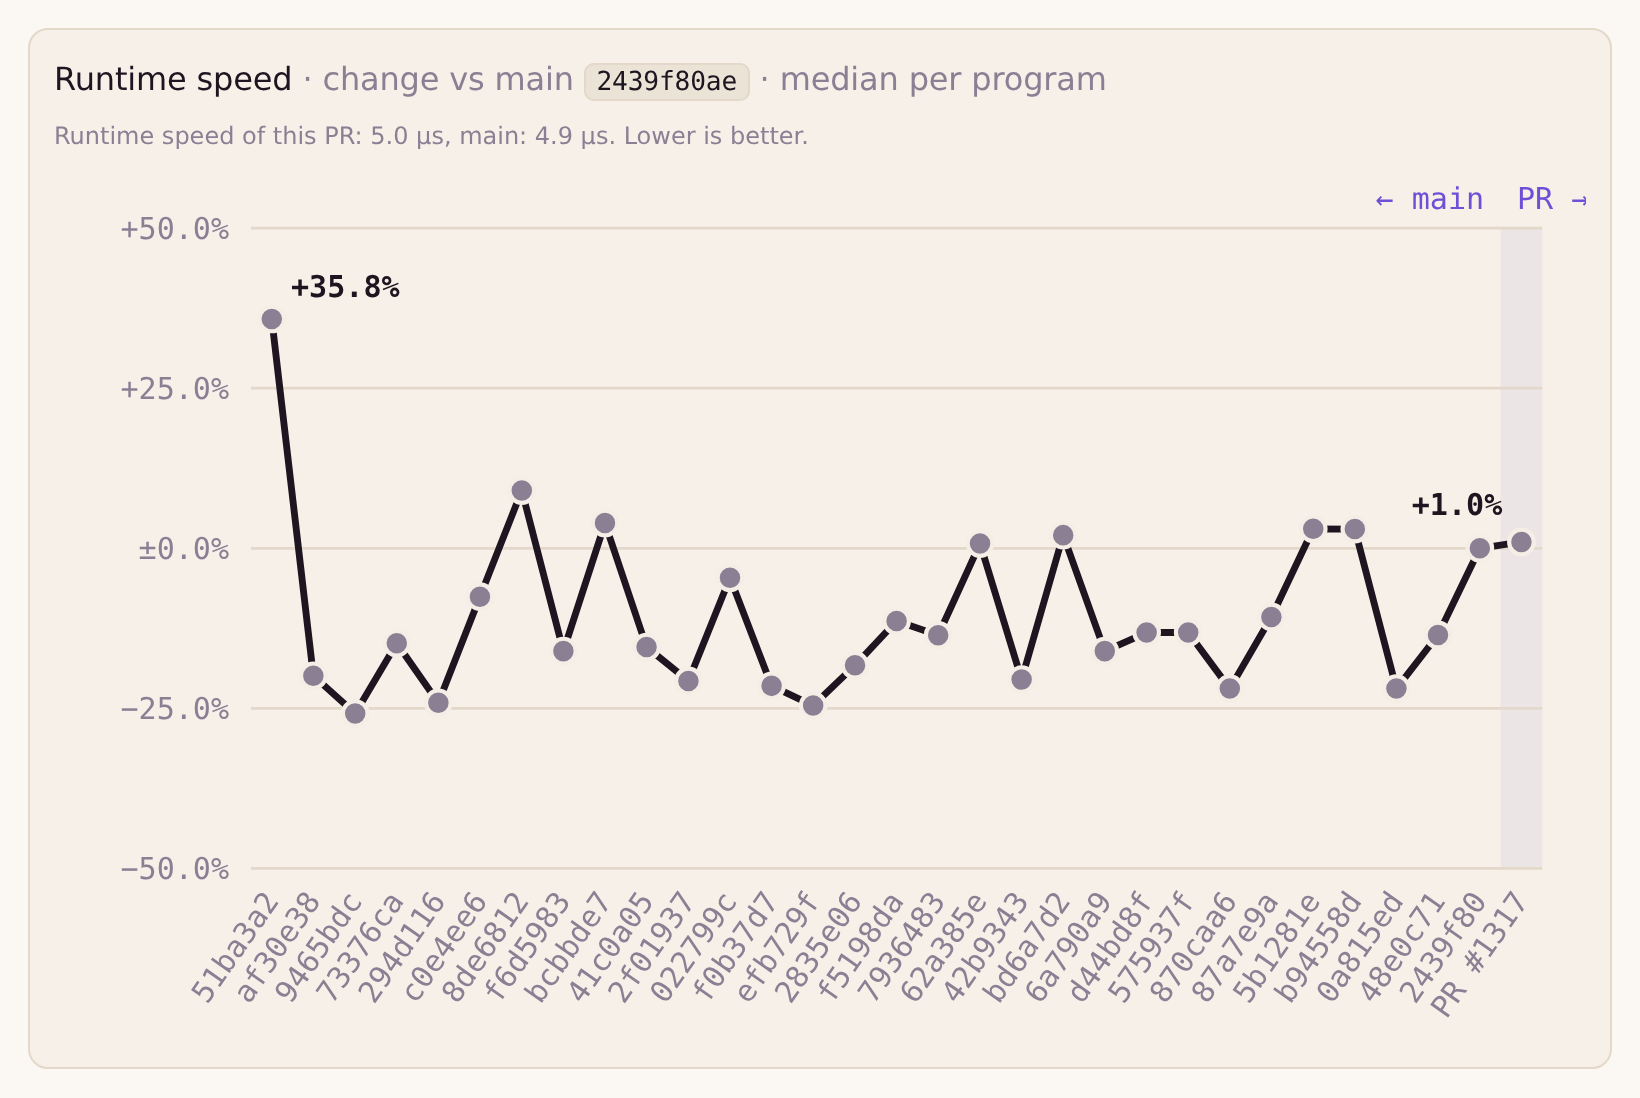 Runtime speed · change vs main 2439f80ae · median per program
Runtime speed of this PR: 5.0 µs, main: 4.9 µs. Lower is better.
← main PR →
+50.0%
+35.8%
+25.0%
+1.0%
±0.0%
−25.0%
−50.0%
51ba3a2
af30e38
9465bdc
73376ca
294d116
c0e4ee6
8de6812
f6d5983
bcbbde7
41c0a05
2f01937
022799c
f0b37d7
efb729f
2835e06
f5198da
7936483
62a385e
42b9343
bd6a7d2
6a790a9
d44bd8f
575937f
870caa6
87a7e9a
5b1281e
b94558d
0a815ed
48e0c71
2439f80
PR #1317